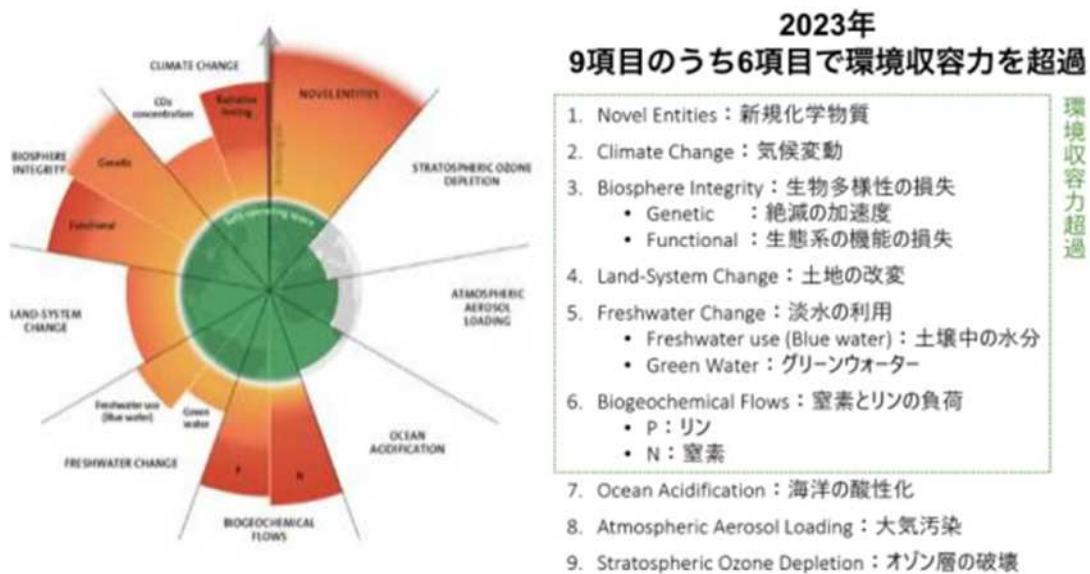 2023年
9項目のうち6項目で環境収容力を超過
CLIMATE CHANGE
CO₂
concentration
Radiative
forcing
NOVEL ENTITIES
STRATOSPHERIC OZONE
DEPLETION
ATMOSPHERIC
AEROSOL
LOADING
OCEAN
ACIDIFICATION
BIOGEOCHEMICAL
FLOWS
P
N
FRESHWATER CHANGE
Freshwater use
(Blue water)
Green
water
LAND-SYSTEM
CHANGE
BIOSPHERE
INTEGRITY
Genetic
Functional
Safe operating space
1. Novel Entities：新規化学物質
2. Climate Change：気候変動
3. Biosphere Integrity：生物多様性の損失
• Genetic ：絶滅の加速度
• Functional ：生態系の機能の損失
4. Land-System Change：土地の改変
5. Freshwater Change：淡水の利用
• Freshwater use (Blue water)：土壌中の水分
• Green Water：グリーンウォーター
6. Biogeochemical Flows：窒素とリンの負荷
• P：リン
• N：窒素
7. Ocean Acidification：海洋の酸性化
8. Atmospheric Aerosol Loading：大気汚染
9. Stratospheric Ozone Depletion：オゾン層の破壊
環境収容力超過